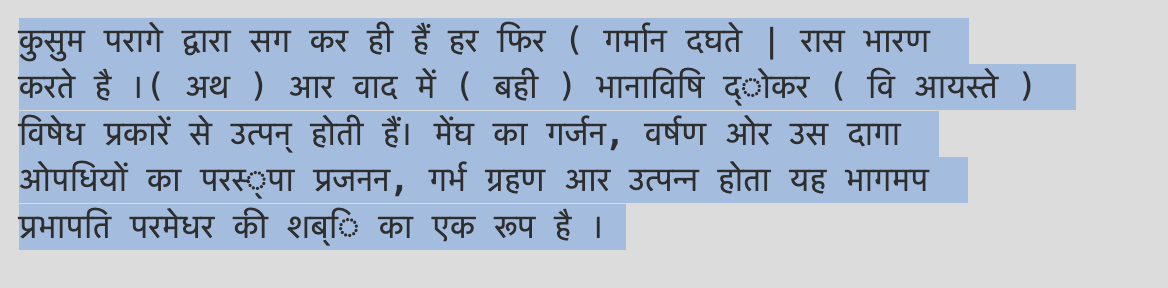 कुसुम परागे द्वारा सग कर ही हैं हर फिर ( गर्मान दघते | रास भारण
करते है ।( अथ ) आर वाद में ( बही ) भानाविषि द्ोकर ( वि आयस्ते )
विषेध प्रकारें से उत्पन् होती हैं। मेंघ का गर्जन, वर्षण ओर उस दागा
ओपधियों का परस््पा प्रजनन, गर्भ ग्रहण आर उत्पन्न होता यह भागमप
प्रभापति परमेधर की शब्ि का एक रूप है ।